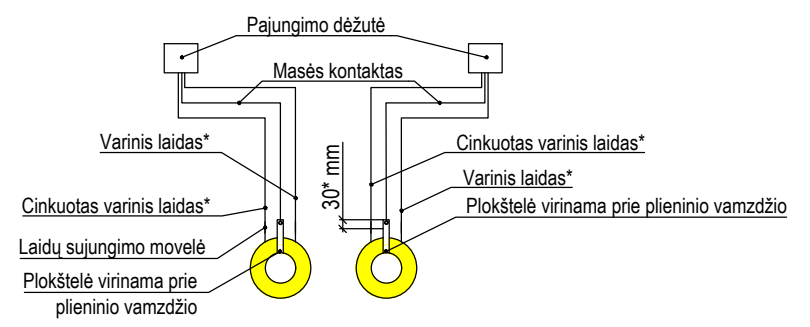 Pajungimo dėžutė
Masės kontaktas
Varinis laidas*
Cinkuotas varinis laidas*
30* mm
Varinis laidas*
Cinkuotas varinis laidas*
Plokštelė virinama prie plieninio vamzdžio
Laidų sujungimo movelė
Plokštelė virinama prie
plieninio vamzdžio